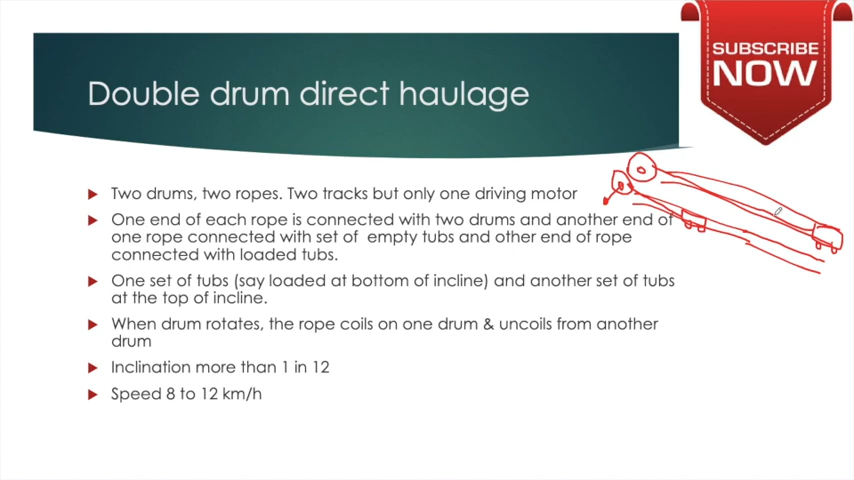 SUBSCRIBE
NOW
Double drum direct haulage
Two drums, two ropes. Two tracks but only one driving motor
One end of each rope is connected with two drums and another end of
one rope connected with set of empty tubs and other end of rope
connected with loaded tubs.
One set of tubs (say loaded at bottom of incline) and another set of tubs
at the top of incline.
When drum rotates, the rope coils on one drum & uncoils from another
drum
Inclination more than 1 in 12
Speed 8 to 12 km/h